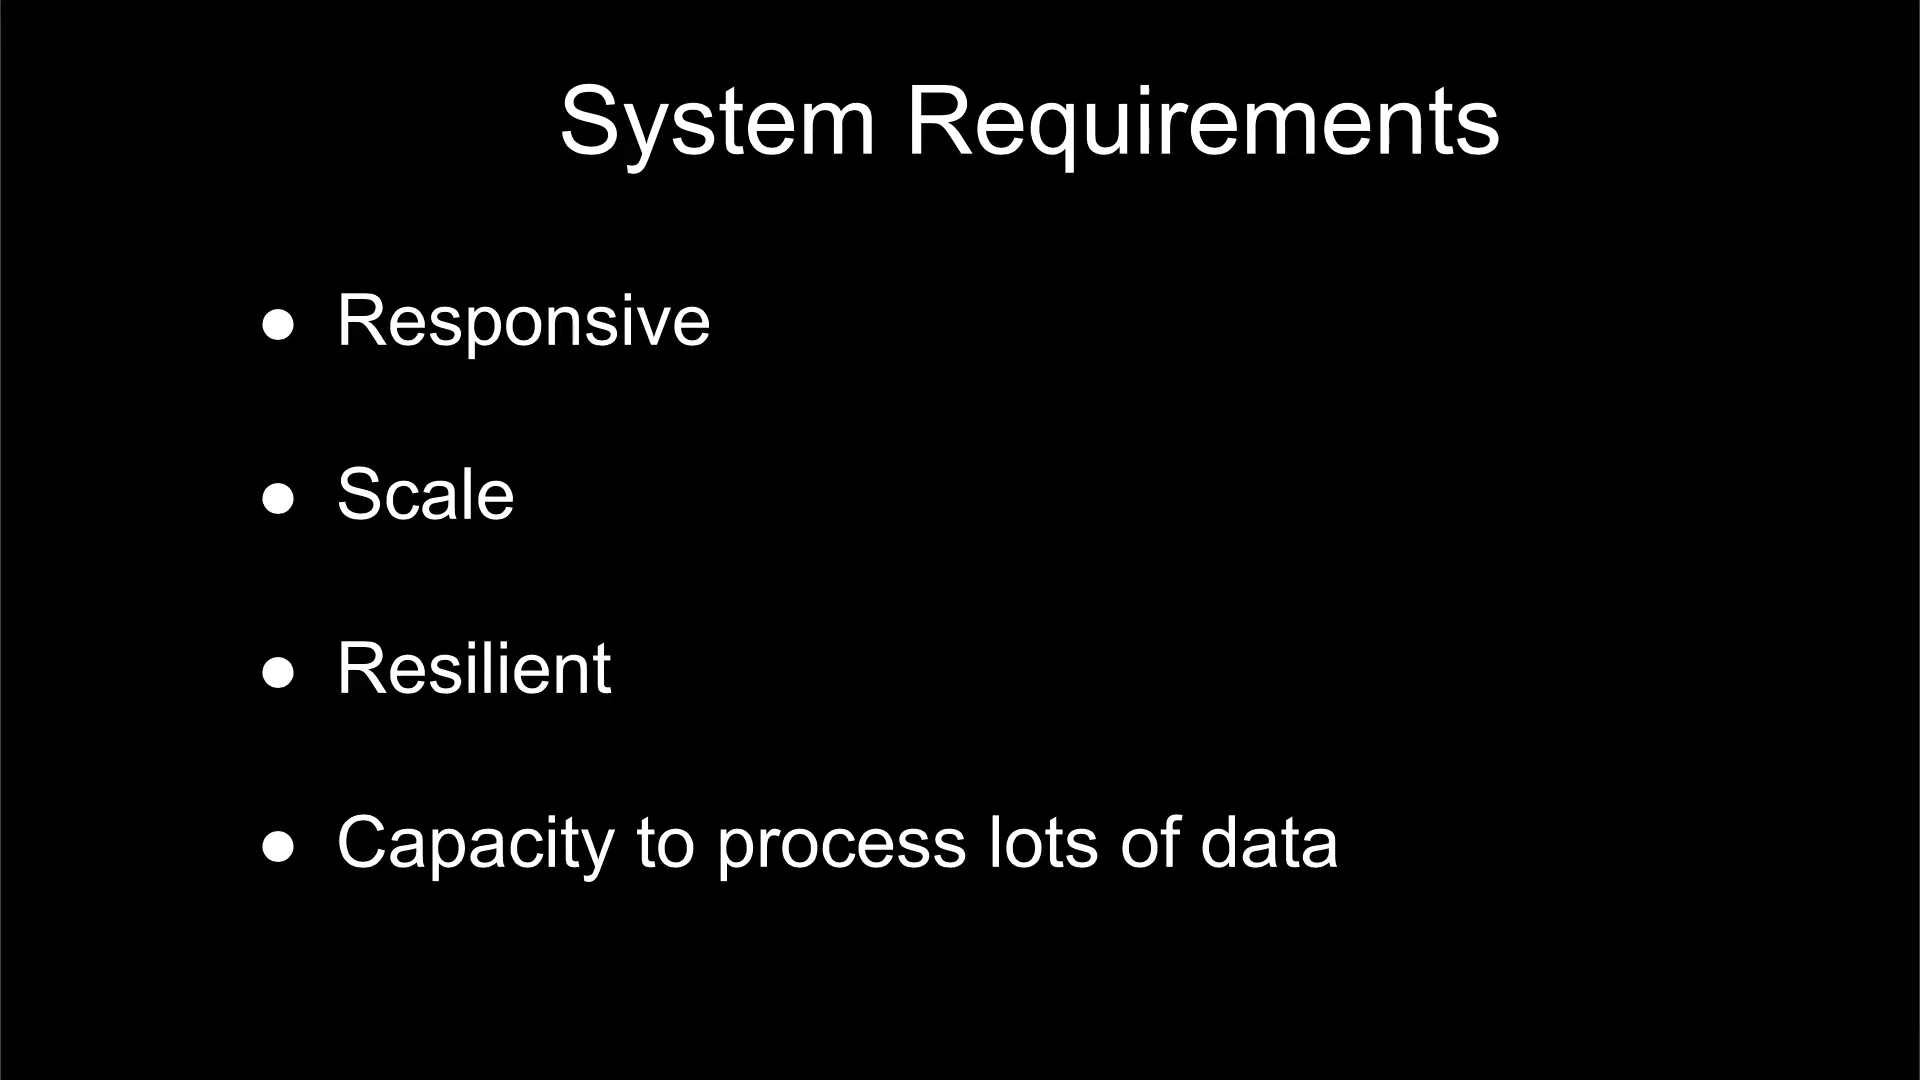 System Requirements
● Responsive
● Scale
● Resilient
● Capacity to process lots of data